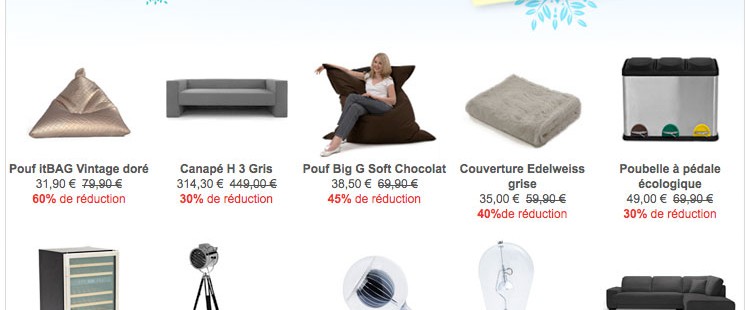 Pouf itBAG Vintage doré
31,90 € 79,90 €
60% de réduction
Canapé H 3 Gris
314,30 € 449,00 €
30% de réduction
Pouf Big G Soft Chocolat
38,50 € 69,90 €
45% de réduction
Couverture Edelweiss
grise
35,00 € 59,90 €
40%de réduction
Poubelle à pédale
écologique
49,00 € 69,90 €
30% de réduction